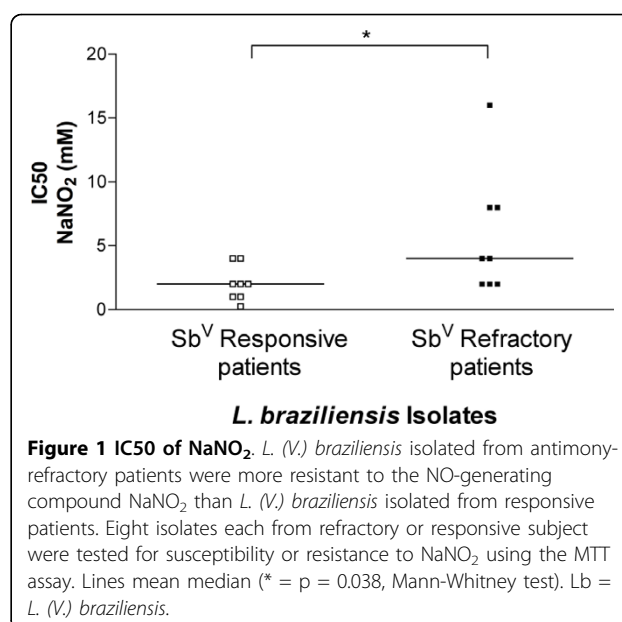 *
20
15
10
5
0
IC50
NaNO₂ (mM)
Sbⱽ Responsive patients
Sbⱽ Refractory patients
L. braziliensis Isolates
Figure 1 IC50 of NaNO₂. L. (V.) braziliensis isolated from antimony-
refractory patients were more resistant to the NO-generating
compound NaNO₂ than L. (V.) braziliensis isolated from responsive
patients. Eight isolates each from refractory or responsive subject
were tested for susceptibility or resistance to NaNO₂ using the MTT
assay. Lines mean median (* = p = 0.038, Mann-Whitney test). Lb =
L. (V.) braziliensis.